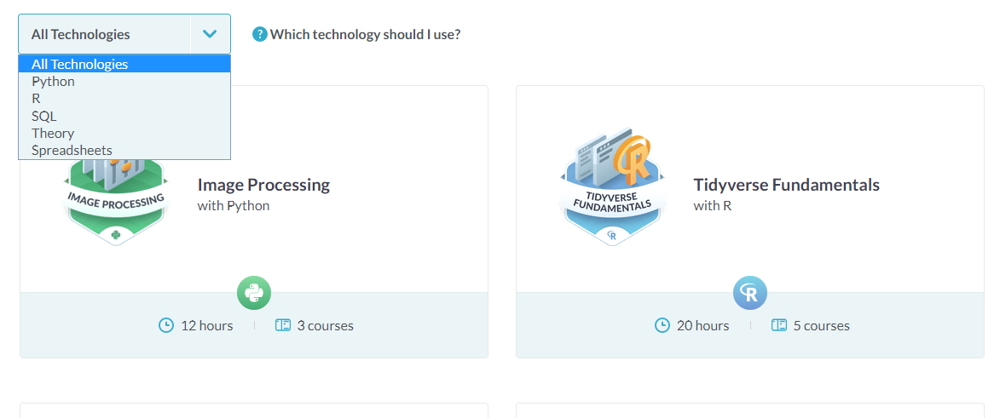 All Technologies
? Which technology should I use?
All Technologies
Python
R
SQL
Theory
Spreadsheets
IMAGE PROCESSING
Image Processing
with Python
12 hours
3 courses
R
TIDYVERSE
FUNDAMENTALS
R
Tidyverse Fundamentals
with R
R
20 hours
5 courses